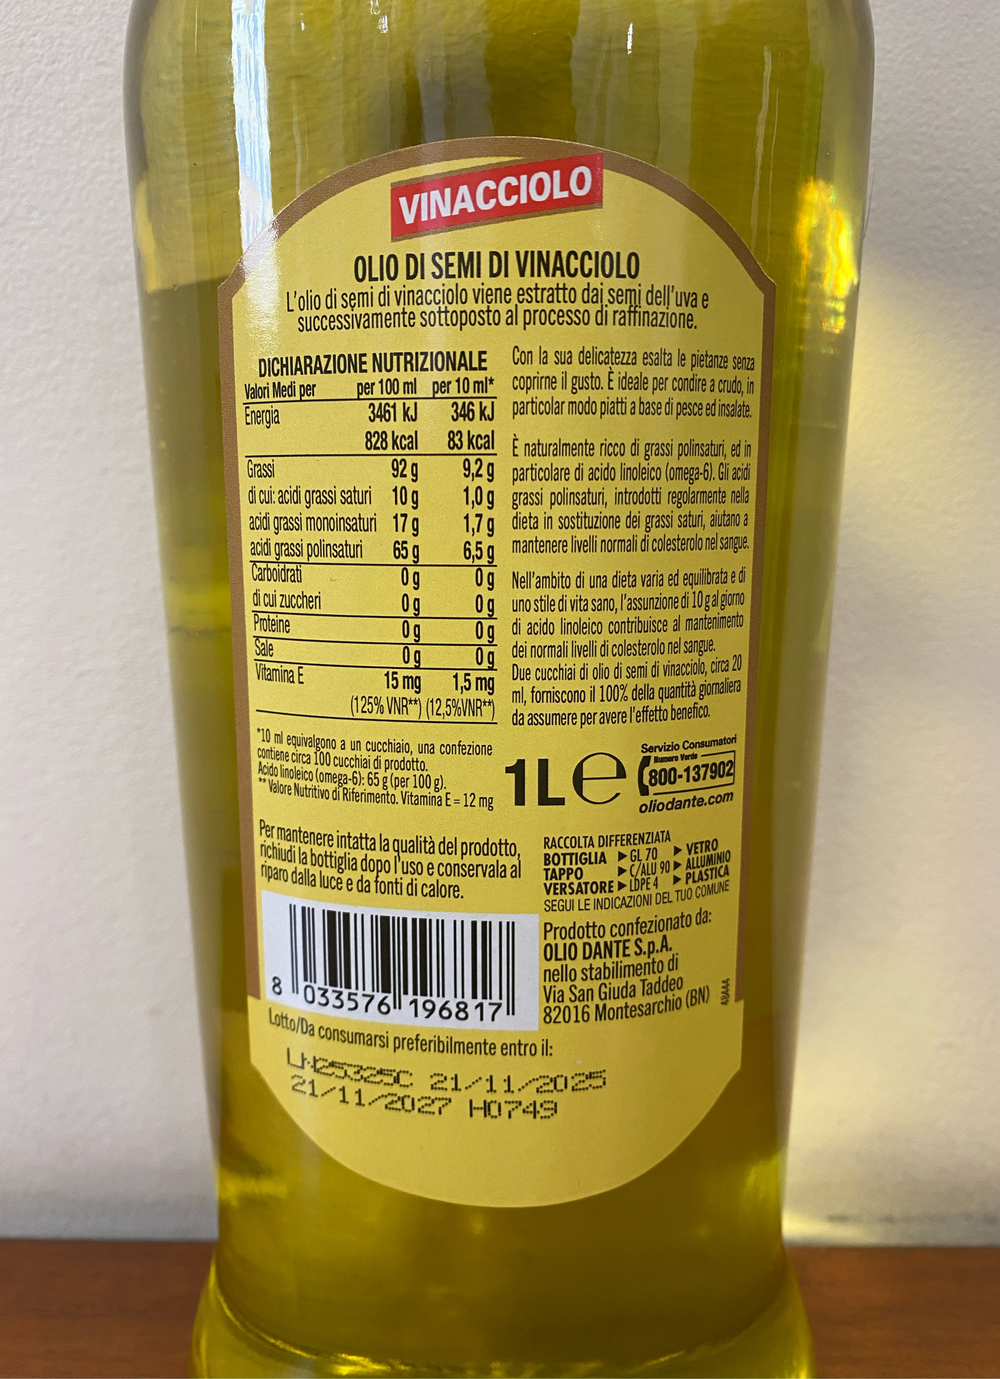 VINACCIOLO
OLIO DI SEMI DI VINACCIOLO
L'olio di semi di vinacciolo viene estratto dai semi dell'uva e
successivamente sottoposto al processo di raffinazione.
DICHIARAZIONE NUTRIZIONALE
Valori Medi per per 100 ml per 10 ml*
Energia 3461 kJ 346 kJ
828 kcal 83 kcal
Grassi 92 g 9,2 g
di cui: acidi grassi saturi 10 g 1,0 g
acidi grassi monoinsaturi 17 g 1,7 g
acidi grassi polinsaturi 65 g 6,5 g
Carboidrati 0 g 0 g
di cui zuccheri 0 g 0 g
Proteine 0 g 0 g
Sale 0 g 0 g
Vitamina E 15 mg 1,5 mg
(125% VNR**) (12,5%VNR**)
*10 ml equivalgono a un cucchiaio, una confezione
contiene circa 100 cucchiai di prodotto.
Acido linoleico (omega-6): 65 g (per 100 g).
** Valore Nutritivo di Riferimento. Vitamina E = 12 mg
Con la sua delicatezza esalta le pietanze senza
coprirne il gusto. È ideale per condire a crudo, in
particolar modo piatti a base di pesce ed insalate.
È naturalmente ricco di grassi polinsaturi, ed in
particolare di acido linoleico (omega-6). Gli acidi
grassi polinsaturi, introdotti regolarmente nella
dieta in sostituzione dei grassi saturi, aiutano a
mantenere livelli normali di colesterolo nel sangue.
Nell'ambito di una dieta varia ed equilibrata e di
uno stile di vita sano, l'assunzione di 10 g al giorno
di acido linoleico contribuisce al mantenimento
dei normali livelli di colesterolo nel sangue.
Due cucchiai di olio di semi di vinacciolo, circa 20
ml, forniscono il 100% della quantità giornaliera
da assumere per avere l'effetto benefico.
1L e
Servizio Consumatori
Numero Verde
800-137902
oliodante.com
Per mantenere intatta la qualità del prodotto,
richiudi la bottiglia dopo l'uso e conservala al
riparo dalla luce e da fonti di calore.
RACCOLTA DIFFERENZIATA
BOTTIGLIA ▶ GL 70 ▶ VETRO
TAPPO ▶ C/ALU 90 ▶ ALLUMINIO
VERSATORE ▶ LDPE 4 ▶ PLASTICA
SEGUI LE INDICAZIONI DEL TUO COMUNE
Prodotto confezionato da:
OLIO DANTE S.p.A.
nello stabilimento di
Via San Giuda Taddeo
82016 Montesarchio (BN)
48444
8 033576 196817
Lotto/Da consumarsi preferibilmente entro il:
LH25325C 21/11/2025
21/11/2027 H0749